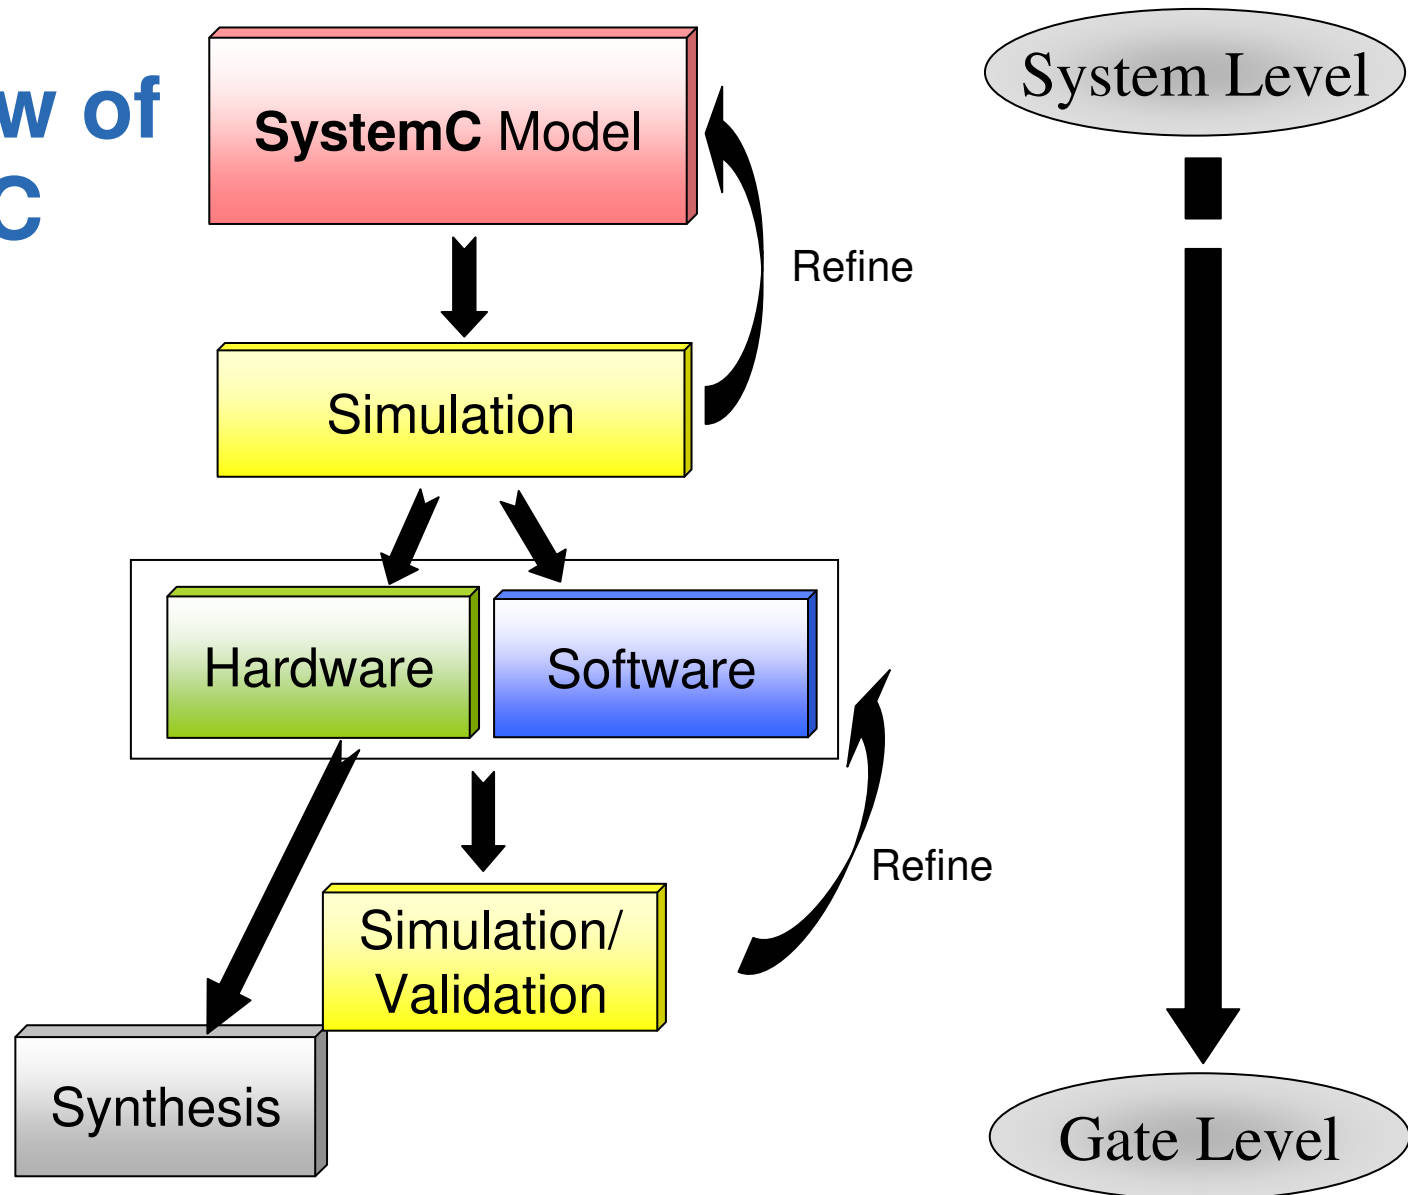 w of
C
SystemC Model
System Level
Refine
Simulation
Hardware
Software
Refine
Simulation/
Validation
Synthesis
Gate Level